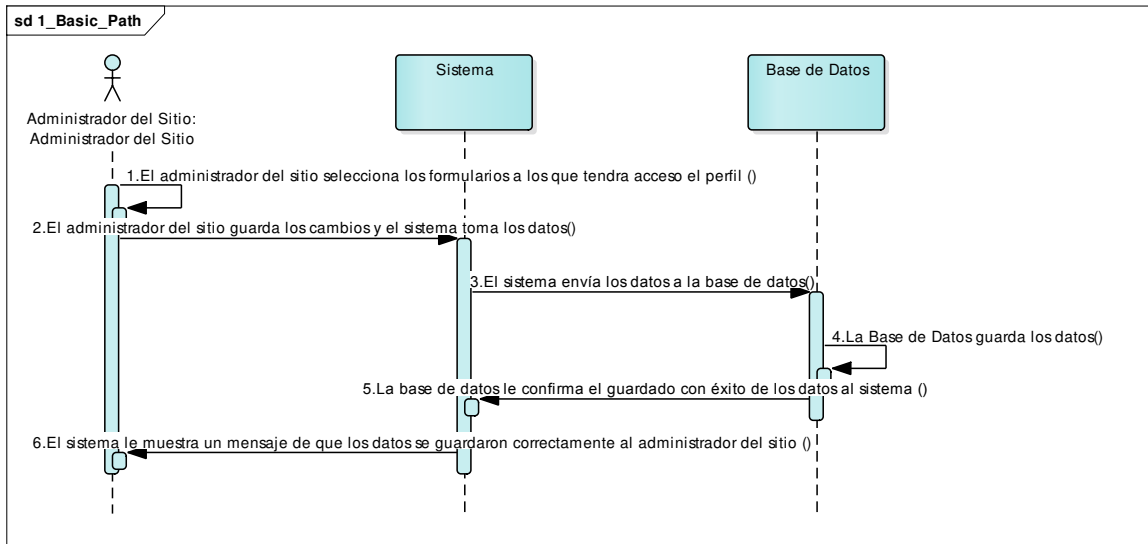 sd 1_Basic_Path
Sistema
Base de Datos
Administrador del Sitio:
Administrador del Sitio
1.El administrador del sitio selecciona los formularios a los que tendra acceso el perfil ()
2.El administrador del sitio guarda los cambios y el sistema toma los datos()
3.El sistema envía los datos a la base de datos()
4.La Base de Datos guarda los datos()
5.La base de datos le confirma el guardado con éxito de los datos al sistema ()
6.El sistema le muestra un mensaje de que los datos se guardaron correctamente al administrador del sitio ()